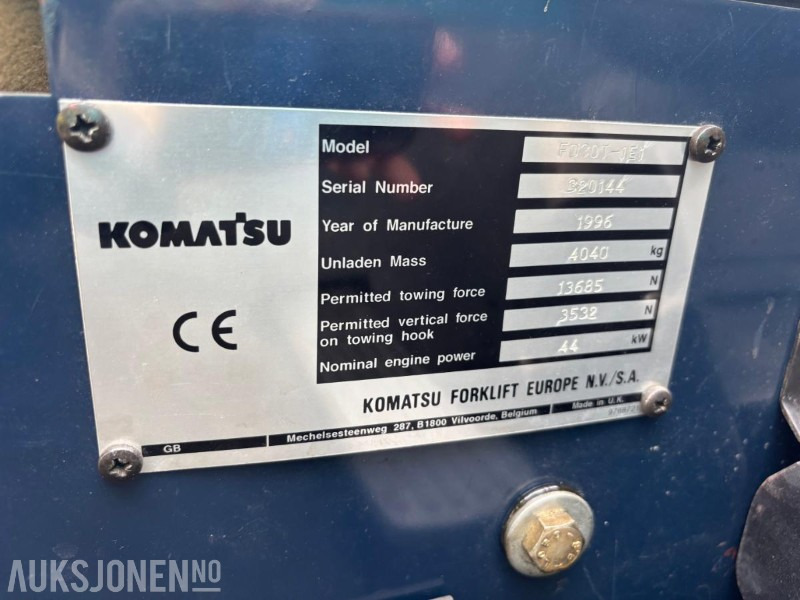 Model
Serial Number 320144
Year of Manufacture 1996
Unladen Mass 4040 kg
Permitted towing force 13685 N
Permitted vertical force
on towing hook 3532 N
Nominal engine power 44 kW
KOMATSU
CE
KOMATSU FORKLIFT EUROPE N.V./S.A.
GB
Mechelsesteenweg 287, B1800 Vilvoorde, Belgium
Made in U.K.
AUKSJONEN.NO